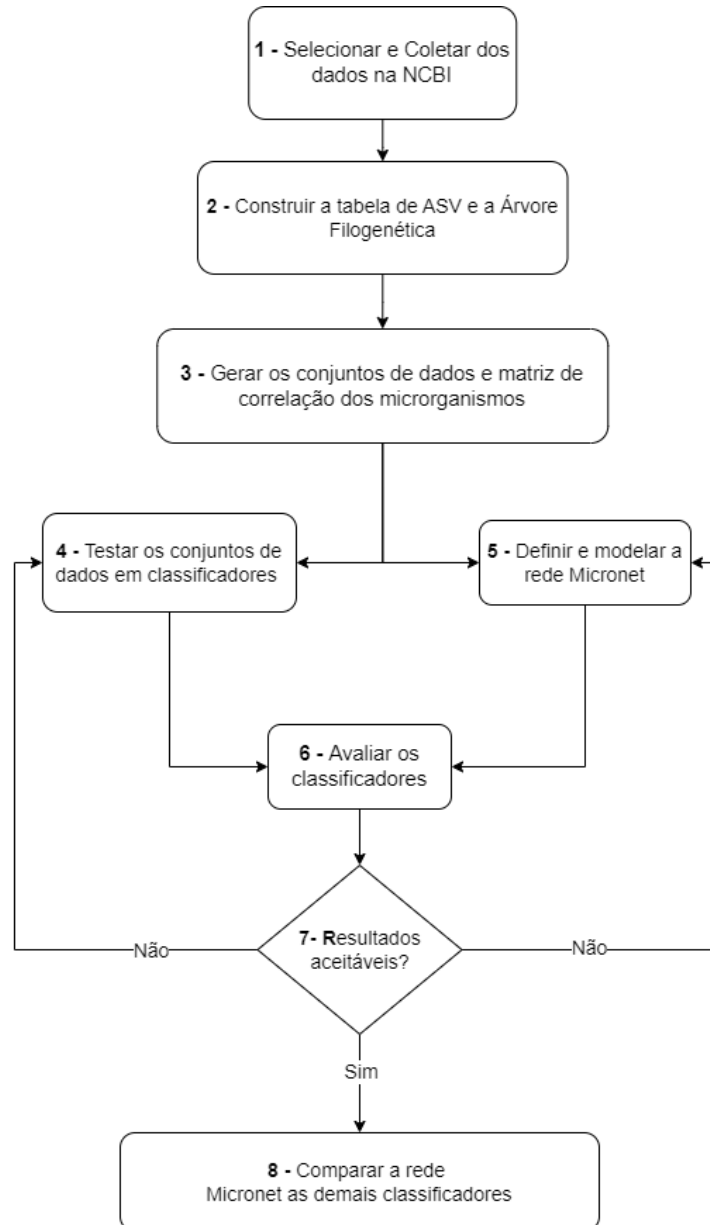 1 - Selecionar e Coletar dos
dados na NCBI
2 - Construir a tabela de ASV e a Árvore
Filogenética
3 - Gerar os conjuntos de dados e matriz de
correlação dos microrganismos
4 - Testar os conjuntos de
dados em classificadores
5 - Definir e modelar a
rede Micronet
6 - Avaliar os
classificadores
7- Resultados
aceitáveis?
Não
Não
Sim
8 - Comparar a rede
Micronet as demais classificadores